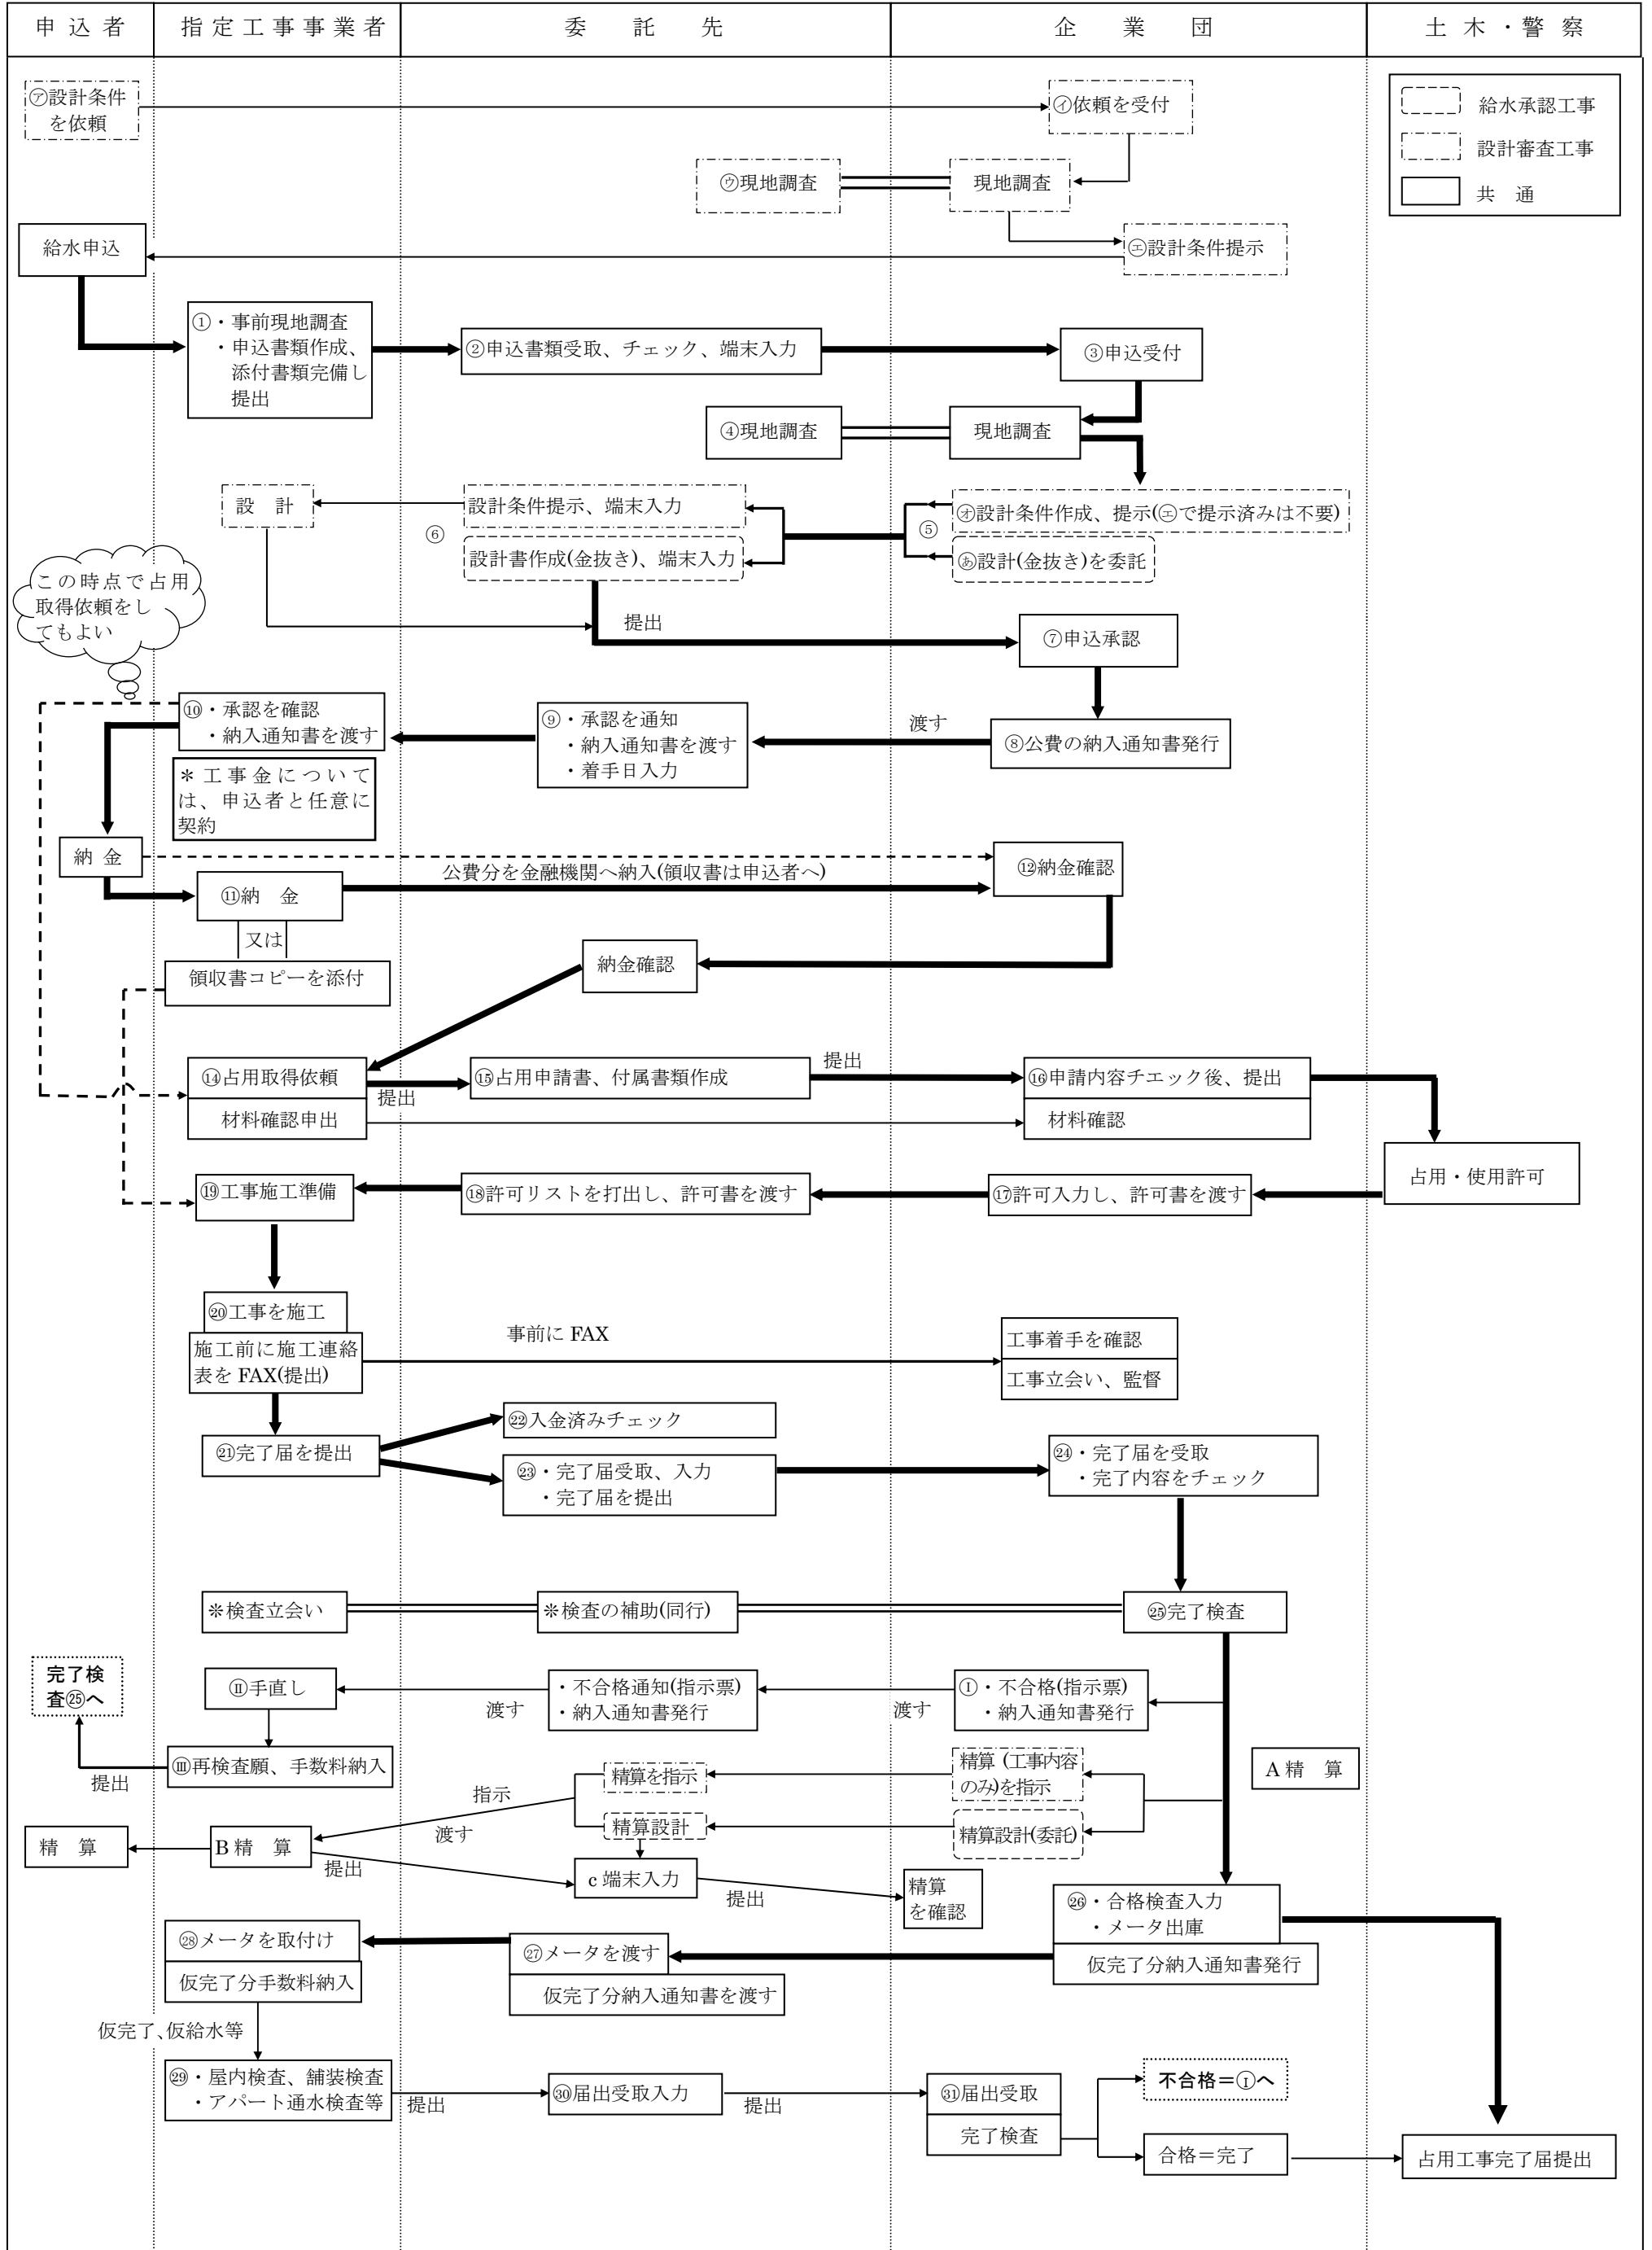 申 込 者
指定工事事業者
委　託　先
企　業　団
土 木 ・ 警 察
㋐設計条件
を依頼
㋑依頼を受付
給水承認工事
設計審査工事
共　通
㋒現地調査
現地調査
給水申込
㋓設計条件提示
①・事前現地調査
・申込書類作成、
添付書類完備し
提出
②申込書類受取、チェック、端末入力
③申込受付
④現地調査
現地調査
設　計
⑥
設計条件提示、端末入力
⑤
㋔設計条件作成、提示(㋓で提示済みは不要)
設計書作成(金抜き)、端末入力
あ設計(金抜き)を委託
この時点で占用
取得依頼をし
てもよい
提出
⑦申込承認
⑩・承認を確認
・納入通知書を渡す
⑨・承認を通知
・納入通知書を渡す
・着手日入力
渡す
⑧公費の納入通知書発行
＊工事金について
は、申込者と任意に
契約
納 金
⑫納金確認
公費分を金融機関へ納入(領収書は申込者へ)
⑪納　金
又は
領収書コピーを添付
納金確認
⑭占用取得依頼
提出
⑮占用申請書、付属書類作成
提出
⑯申請内容チエック後、提出
材料確認申出
材料確認
占用・使用許可
⑲工事施工準備
⑱許可リストを打出し、許可書を渡す
⑰許可入力し、許可書を渡す
⑳工事を施工
施工前に施工連絡
表を FAX(提出)
事前に FAX
工事着手を確認
工事立会い、監督
㉑完了届を提出
㉒入金済みチェック
㉓・完了届受取、入力
・完了届を提出
㉔・完了届を受取
・完了内容をチェック
※検査立会い
※検査の補助(同行)
㉕完了検査
完了検
査㉕へ
Ⅱ手直し
渡す
・不合格通知(指示票)
・納入通知書発行
渡す
Ⅰ・不合格(指示票)
・納入通知書発行
Ⅲ再検査願、手数料納入
提出
精算を指示
精算 (工事内容
のみ)を指示
A 精　算
指示
渡す
精算設計
精算設計(委託)
精　算
B 精　算
提出
c 端末入力
提出
精算
を確認
㉖・合格検査入力
・メータ出庫
仮完了分納入通知書発行
㉘メータを取付け
仮完了分手数料納入
㉗メータを渡す
仮完了分納入通知書を渡す
仮完了､仮給水等
㉙・屋内検査、舗装検査
・アパート通水検査等
提出
㉚届出受取入力
提出
㉛届出受取
完了検査
不合格＝Ⅰへ
合格＝完了
占用工事完了届提出